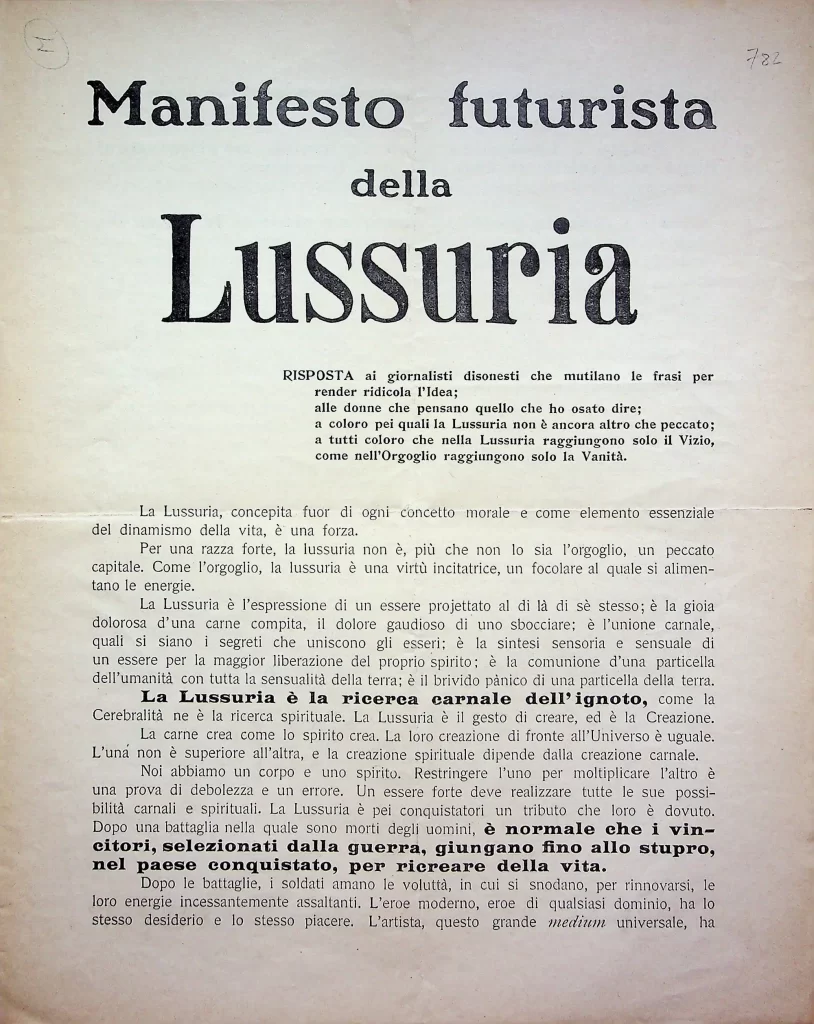 782
Manifesto futurista
della
Lussuria
RISPOSTA ai giornalisti disonesti che mutilano le frasi per
render ridicola l'Idea;
alle donne che pensano quello che ho osato dire;
a coloro pei quali la Lussuria non è ancora altro che peccato;
a tutti coloro che nella Lussuria raggiungono solo il Vizio,
come nell'Orgoglio raggiungono solo la Vanità.
La Lussuria, concepita fuor di ogni concetto morale e come elemento essenziale
del dinamismo della vita, è una forza.
Per una razza forte, la lussuria non è, più che non lo sia l'orgoglio, un peccato
capitale. Come l'orgoglio, la lussuria è una virtù incitatrice, un focolare al quale si alimen-
tano le energie.
La Lussuria è l'espressione di un essere projettato al di là di sè stesso; è la gioia
dolorosa d'una carne compita, il dolore gaudioso di uno sbocciare; è l'unione carnale,
quali si siano i segreti che uniscono gli esseri; è la sintesi sensoria e sensuale di
un essere per la maggior liberazione del proprio spirito; è la comunione d'una particella
dell'umanità con tutta la sensualità della terra; è il brivido pànico di una particella della terra.
La Lussuria è la ricerca carnale dell'ignoto, come la
Cerebralità ne è la ricerca spirituale. La Lussuria è il gesto di creare, ed è la Creazione.
La carne crea come lo spirito crea. La loro creazione di fronte all'Universo è uguale.
L'una non è superiore all'altra, e la creazione spirituale dipende dalla creazione carnale.
Noi abbiamo un corpo e uno spirito. Restringere l'uno per moltiplicare l'altro è
una prova di debolezza e un errore. Un essere forte deve realizzare tutte le sue possi-
bilità carnali e spirituali. La Lussuria è pei conquistatori un tributo che loro è dovuto.
Dopo una battaglia nella quale sono morti degli uomini, è normale che i vin-
citori, selezionati dalla guerra, giungano fino allo stupro,
nel paese conquistato, per ricreare della vita.
Dopo le battaglie, i soldati amano le voluttà, in cui si snodano, per rinnovarsi, le
loro energie incessantemente assaltanti. L'eroe moderno, eroe di qualsiasi dominio, ha lo
stesso desiderio e lo stesso piacere. L'artista, questo grande medium universale, ha